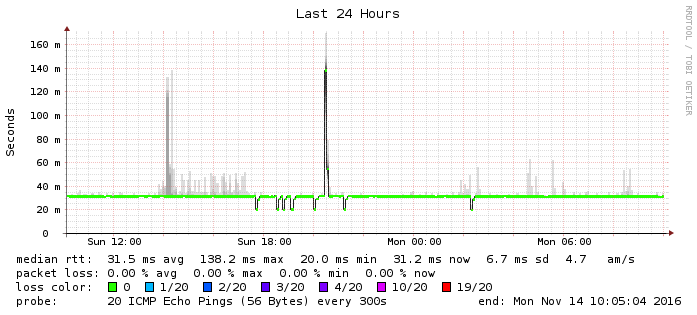 Last 24 Hours
RRDTOOL / TOBI OETIKER
Seconds
160 m
140 m
120 m
100 m
80 m
60 m
40 m
20 m
0
Sun 12:00 Sun 18:00 Mon 00:00 Mon 06:00
median rtt: 31.5 ms avg 138.2 ms max 20.0 ms min 31.2 ms now 6.7 ms sd 4.7 am/s
packet loss: 0.00 % avg 0.00 % max 0.00 % min 0.00 % now
loss color: 0 1/20 2/20 3/20 4/20 10/20 19/20
probe: 20 ICMP Echo Pings (56 Bytes) every 300s end: Mon Nov 14 10:05:04 2016